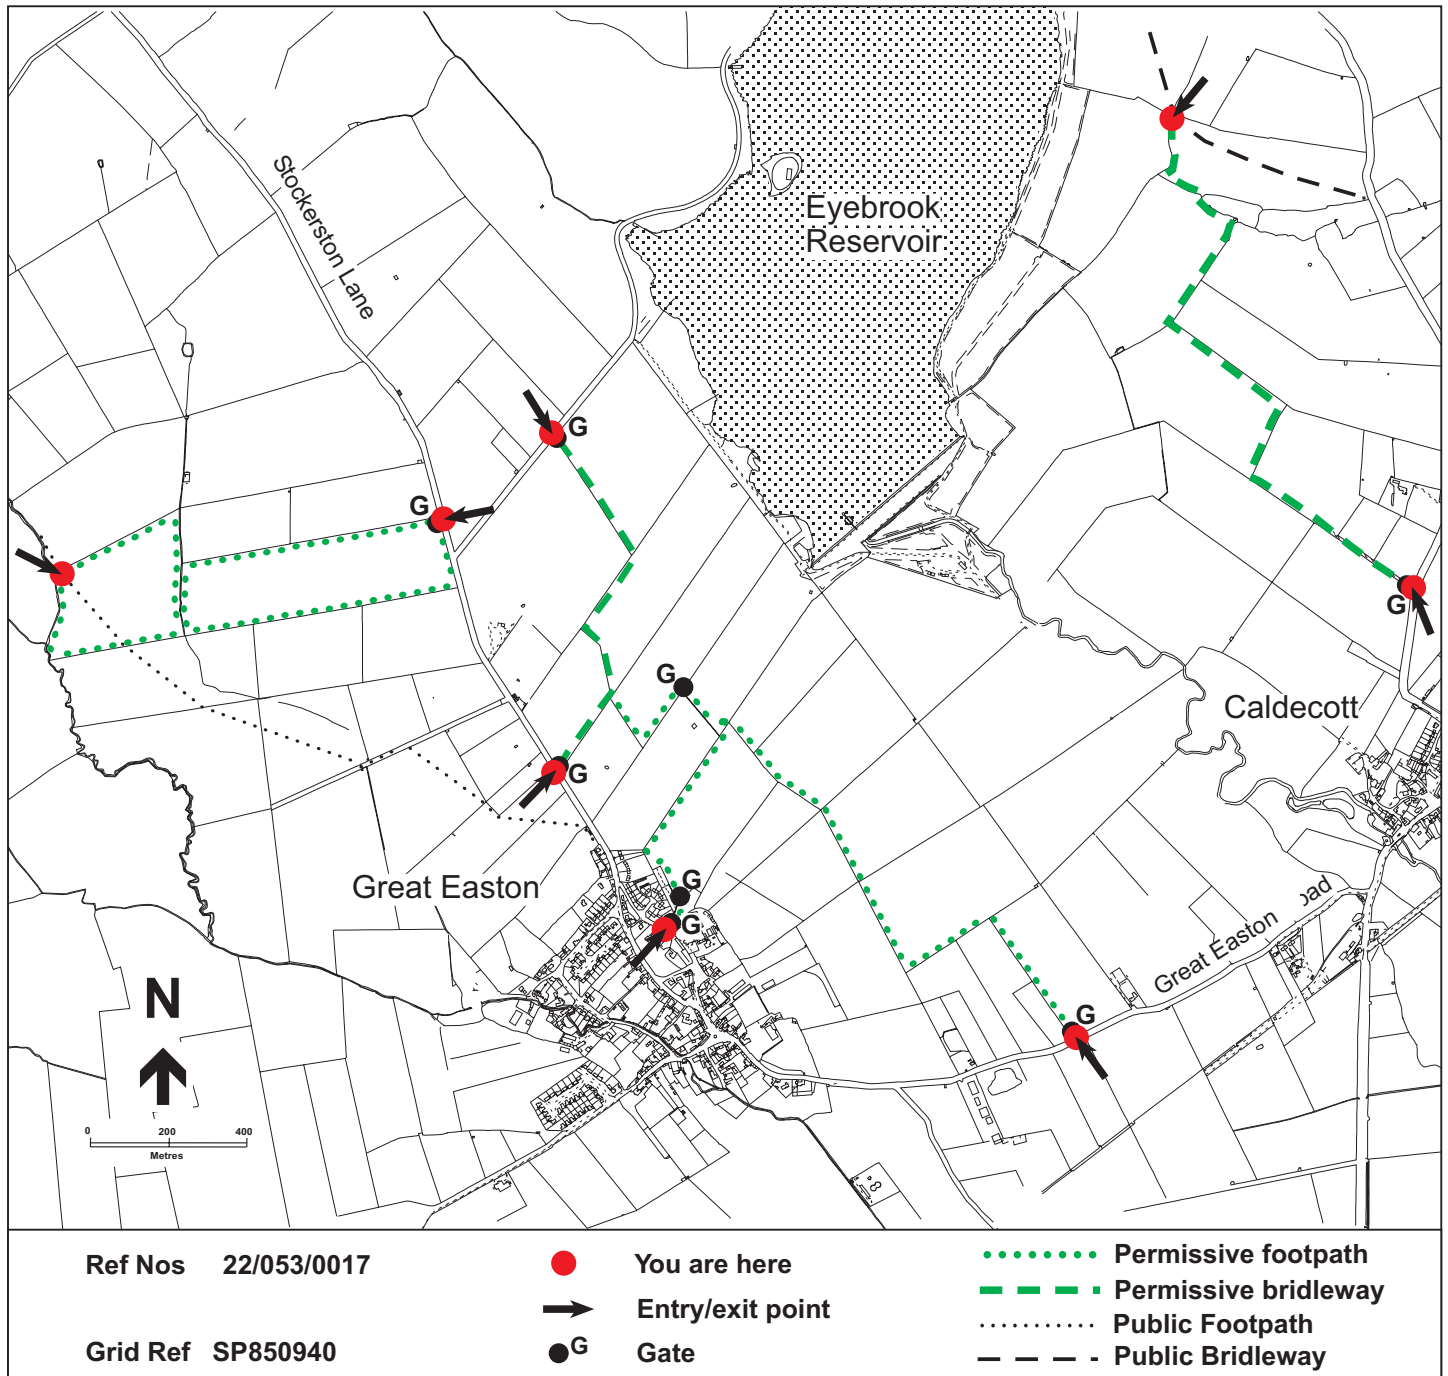 Stockerston Lane
Eyebrook
Reservoir
G
G
G
G
G
Caldecott
G
G
Great Easton
G
Great Easton oad
G
N
0 200 400
Metres
Ref Nos 22/053/0017
You are here
Entry/exit point
Grid Ref SP850940
G
Gate
Permissive footpath
Permissive bridleway
Public Footpath
Public Bridleway